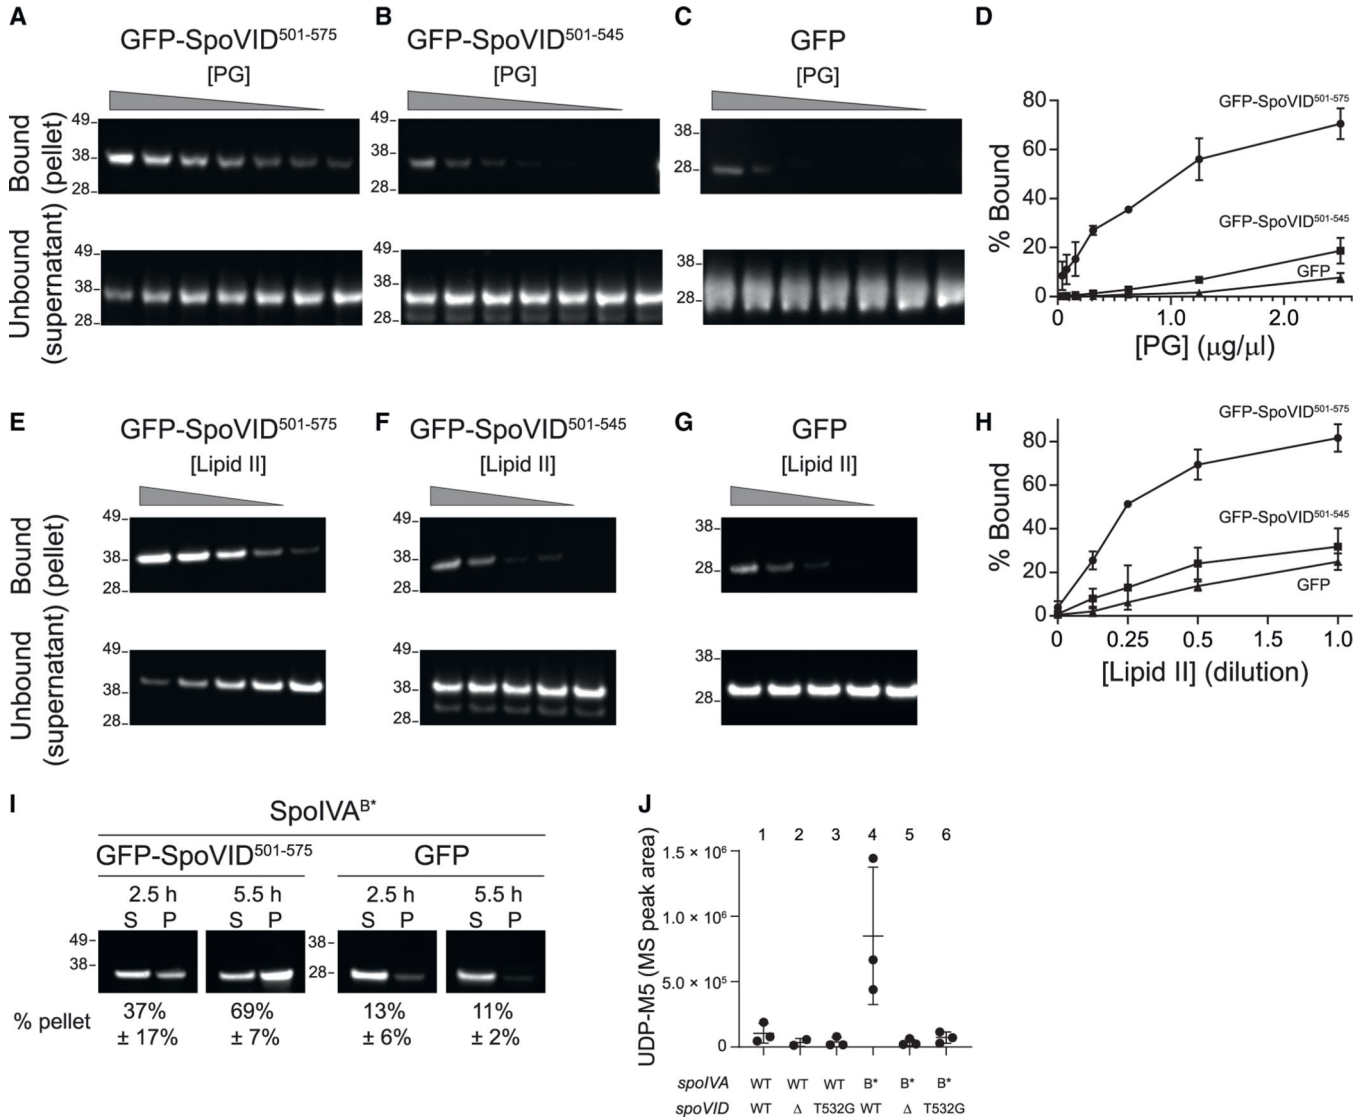 A
GFP-SpoVID501-575
[PG]
Bound
(pellet)
49
38
28
Unbound
(supernatant)
49
38
28
B
GFP-SpoVID501-545
[PG]
49
38
28
49
38
28
C
GFP
[PG]
38
28
38
28
D
% Bound
80
60
40
20
0
GFP-SpoVID501-575
GFP-SpoVID501-545
GFP
0 1.0 2.0
[PG] (μg/μl)
E
GFP-SpoVID501-575
[Lipid II]
Bound
(pellet)
49
38
28
Unbound
(supernatant)
49
38
28
F
GFP-SpoVID501-545
[Lipid II]
49
38
28
49
38
28
G
GFP
[Lipid II]
38
28
38
28
H
% Bound
80
60
40
20
0
GFP-SpoVID501-575
GFP-SpoVID501-545
GFP
0 0.25 0.5 1.5 1.0
[Lipid II] (dilution)
I
SpoIVAB*
GFP-SpoVID501-575 GFP
2.5 h 5.5 h 2.5 h 5.5 h
S P S P S P S P
49
38
38
28
% pellet
37% 69% 13% 11%
± 17% ± 7% ± 6% ± 2%
J
UDP-M5 (MS peak area)
1 2 3 4 5 6
1.5 × 10⁶
1.0 × 10⁶
5.0 × 10⁵
0
spoIVA WT WT WT B* B* B*
spoVID WT Δ T532G WT Δ T532G